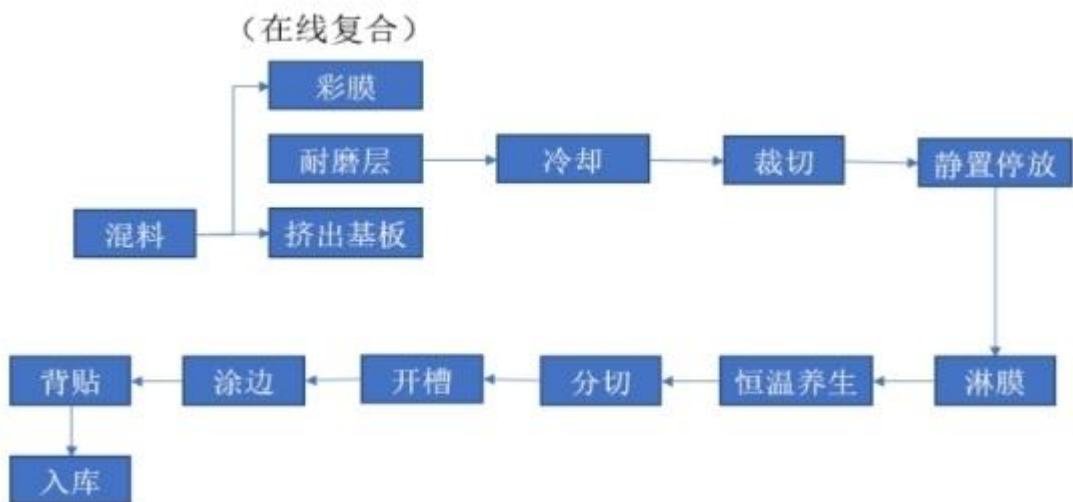 （在线复合）
彩膜
耐磨层
冷却
裁切
静置停放
混料
挤出基板
背贴
涂边
开槽
分切
恒温养生
淋膜
入库